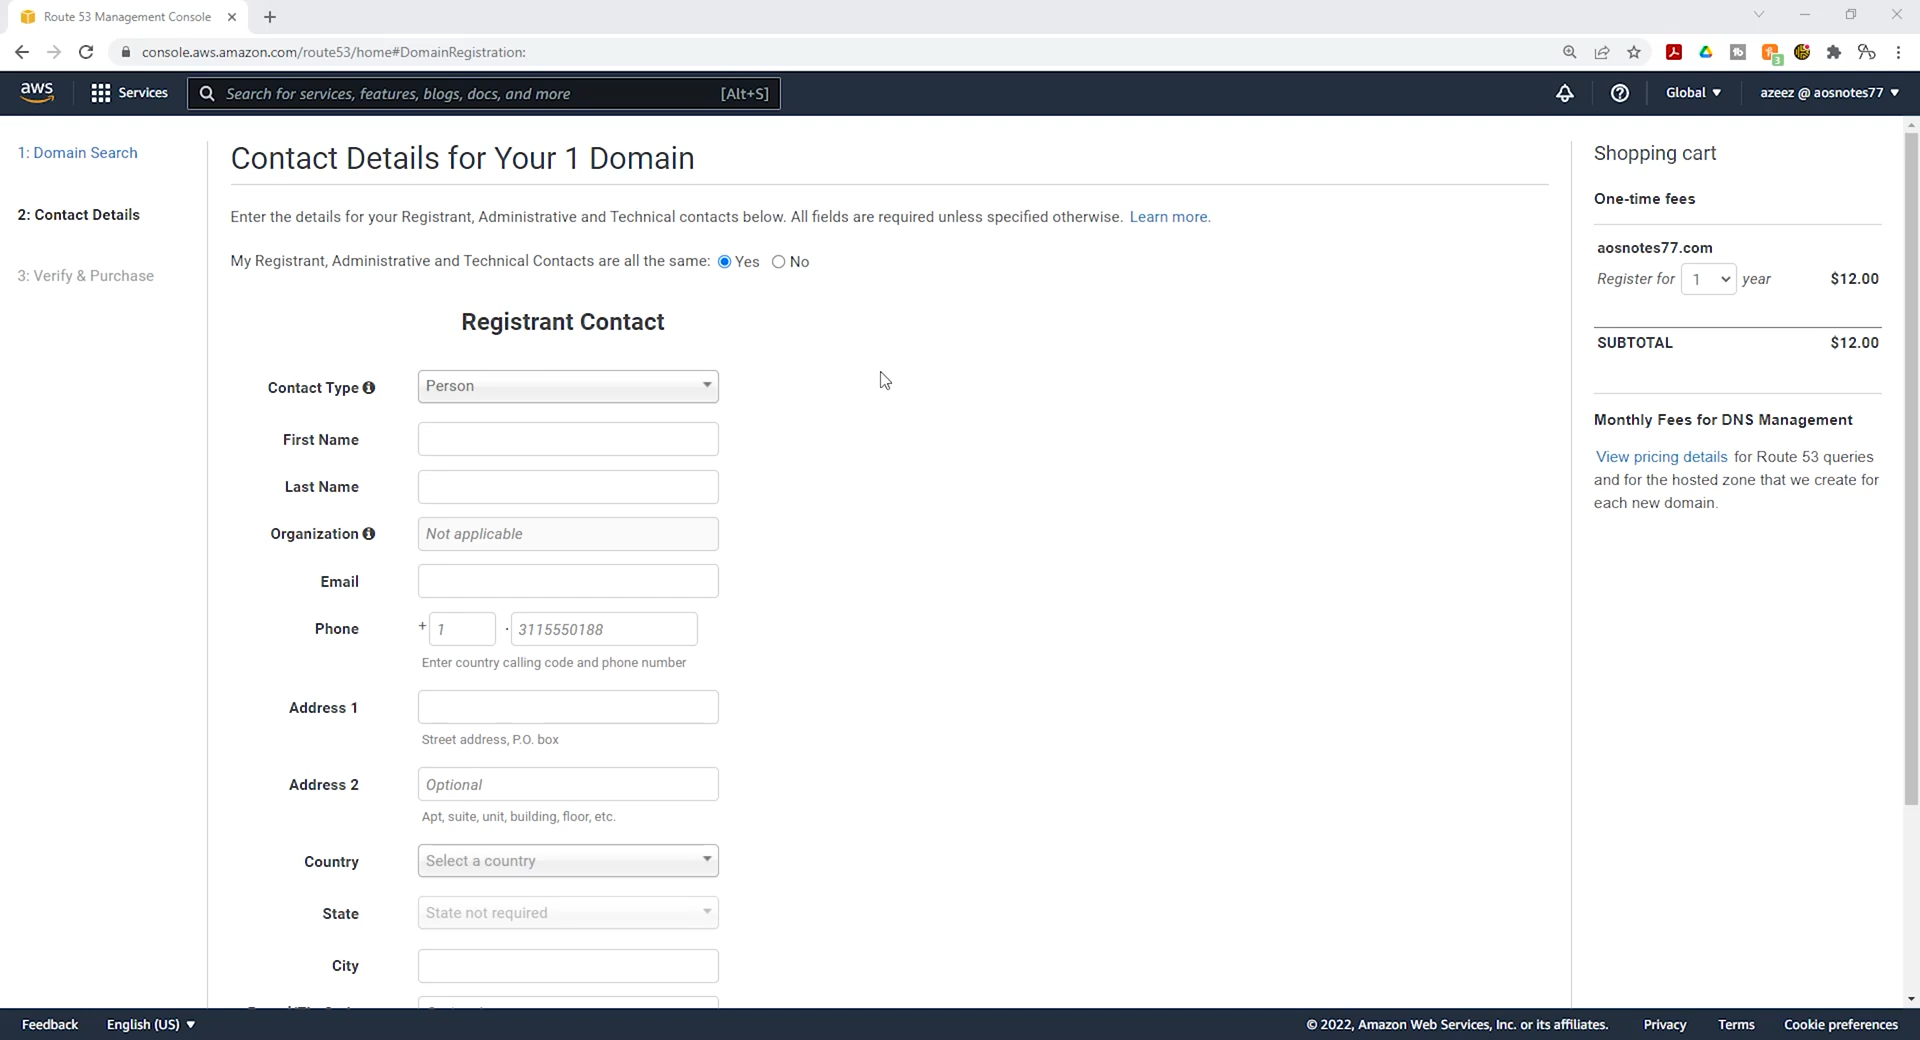 Route 53 Management Console
console.aws.amazon.com/route53/home#DomainRegistration:
aws
Services
Search for services, features, blogs, docs, and more
[Alt+S]
Global
azeez @ aosnotes77
1: Domain Search
2: Contact Details
3: Verify & Purchase
Contact Details for Your 1 Domain
Enter the details for your Registrant, Administrative and Technical contacts below. All fields are required unless specified otherwise. Learn more.
My Registrant, Administrative and Technical Contacts are all the same: Yes No
Registrant Contact
Contact Type Person
First Name
Last Name
Organization Not applicable
Email
Phone + 1 · 3115550188
Enter country calling code and phone number
Address 1
Street address, P.O. box
Address 2 Optional
Apt, suite, unit, building, floor, etc.
Country Select a country
State State not required
City
Shopping cart
One-time fees
aosnotes77.com
Register for 1 year $12.00
SUBTOTAL $12.00
Monthly Fees for DNS Management
View pricing details for Route 53 queries
and for the hosted zone that we create for
each new domain.
Feedback
English (US)
© 2022, Amazon Web Services, Inc. or its affiliates.
Privacy
Terms
Cookie preferences